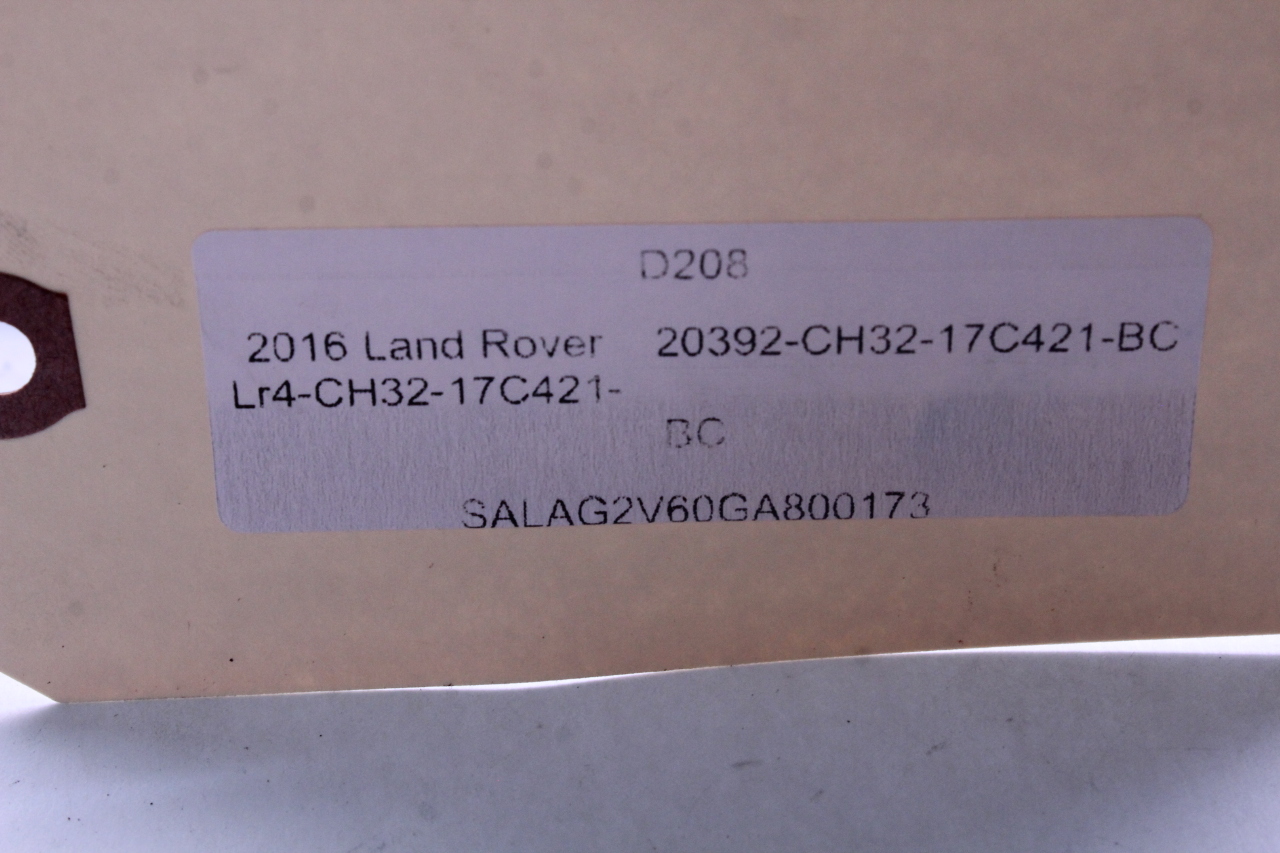 D208
2016 Land Rover 20392-CH32-17C421-BC
Lr4-CH32-17C421-
BC
SALAG2V60GA800173